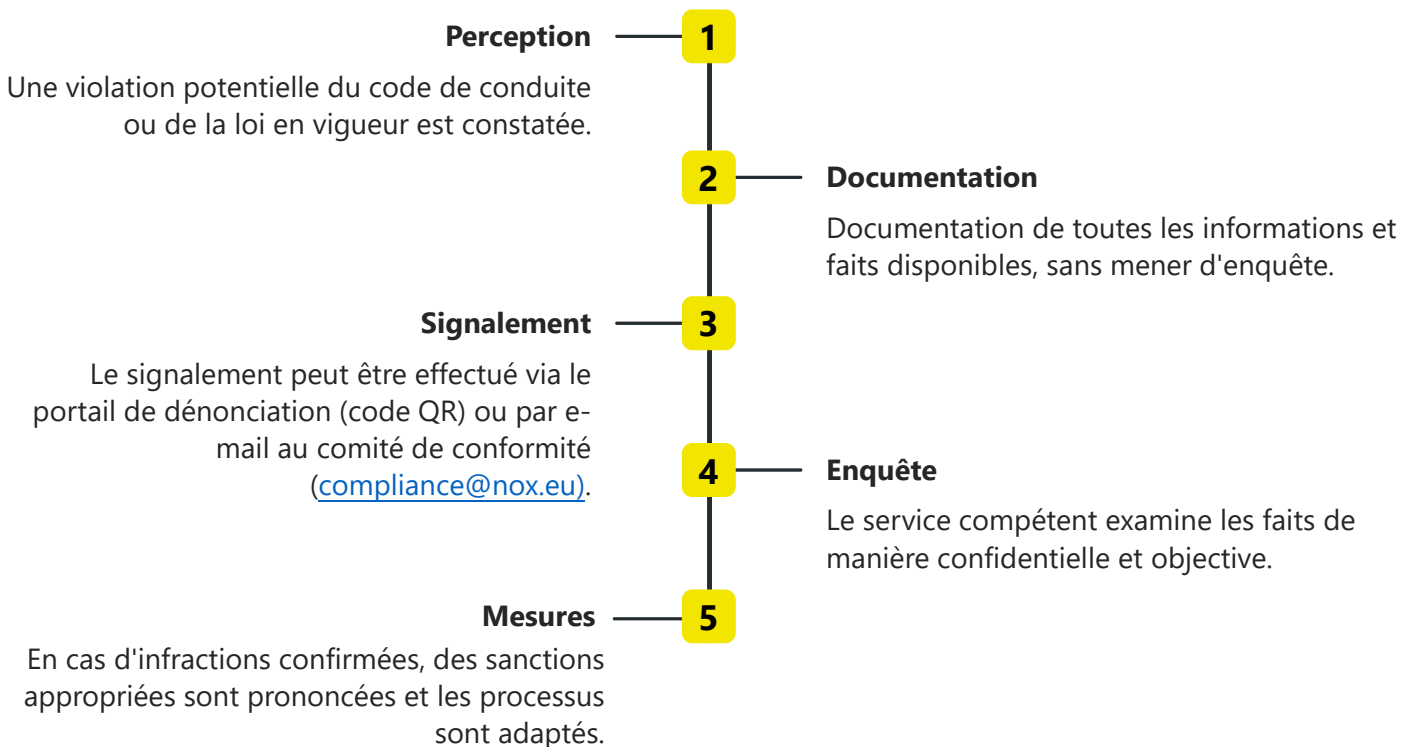 Perception
1
Une violation potentielle du code de conduite
ou de la loi en vigueur est constatée.
2
Documentation
Documentation de toutes les informations et
faits disponibles, sans mener d'enquête.
Signalement
3
Le signalement peut être effectué via le
portail de dénonciation (code QR) ou par e-
mail au comité de conformité
(compliance@nox.eu).
4
Enquête
Le service compétent examine les faits de
manière confidentielle et objective.
Mesures
5
En cas d'infractions confirmées, des sanctions
appropriées sont prononcées et les processus
sont adaptés.